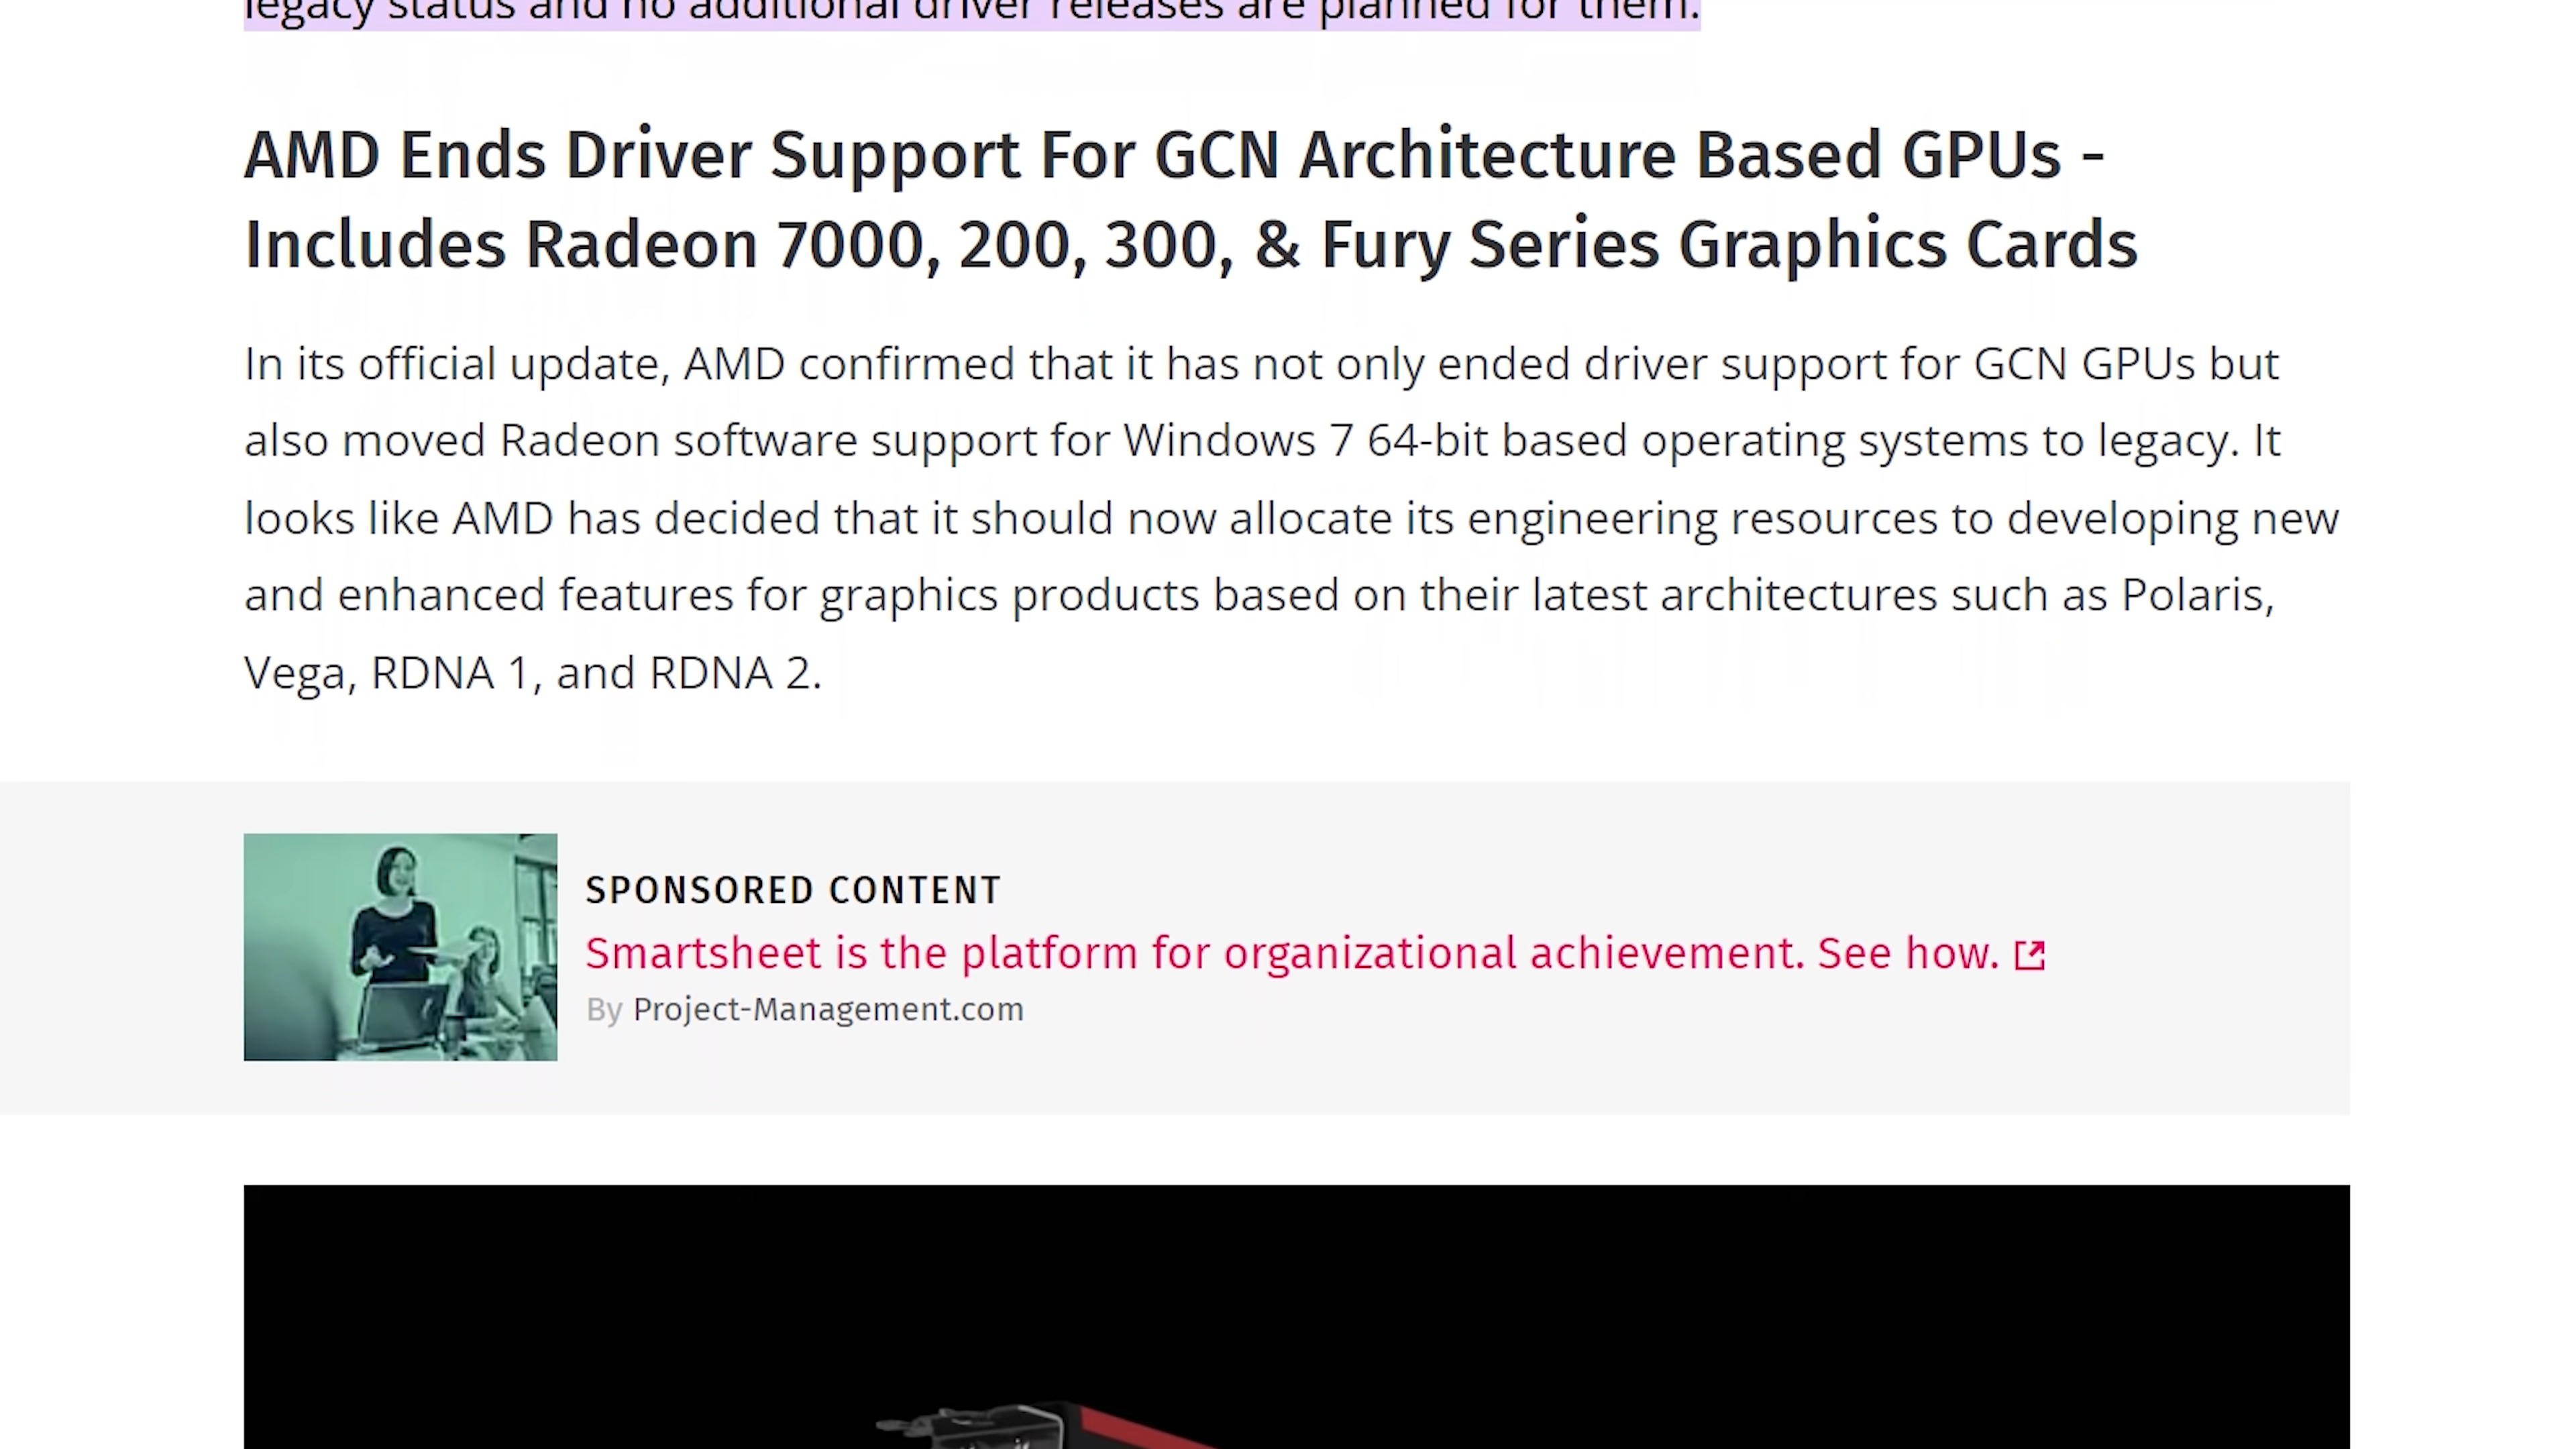 legacy status and no additional driver releases are planned for them.
AMD Ends Driver Support For GCN Architecture Based GPUs -
Includes Radeon 7000, 200, 300, & Fury Series Graphics Cards
In its official update, AMD confirmed that it has not only ended driver support for GCN GPUs but
also moved Radeon software support for Windows 7 64-bit based operating systems to legacy. It
looks like AMD has decided that it should now allocate its engineering resources to developing new
and enhanced features for graphics products based on their latest architectures such as Polaris,
Vega, RDNA 1, and RDNA 2.
SPONSORED CONTENT
Smartsheet is the platform for organizational achievement. See how.
By Project-Management.com